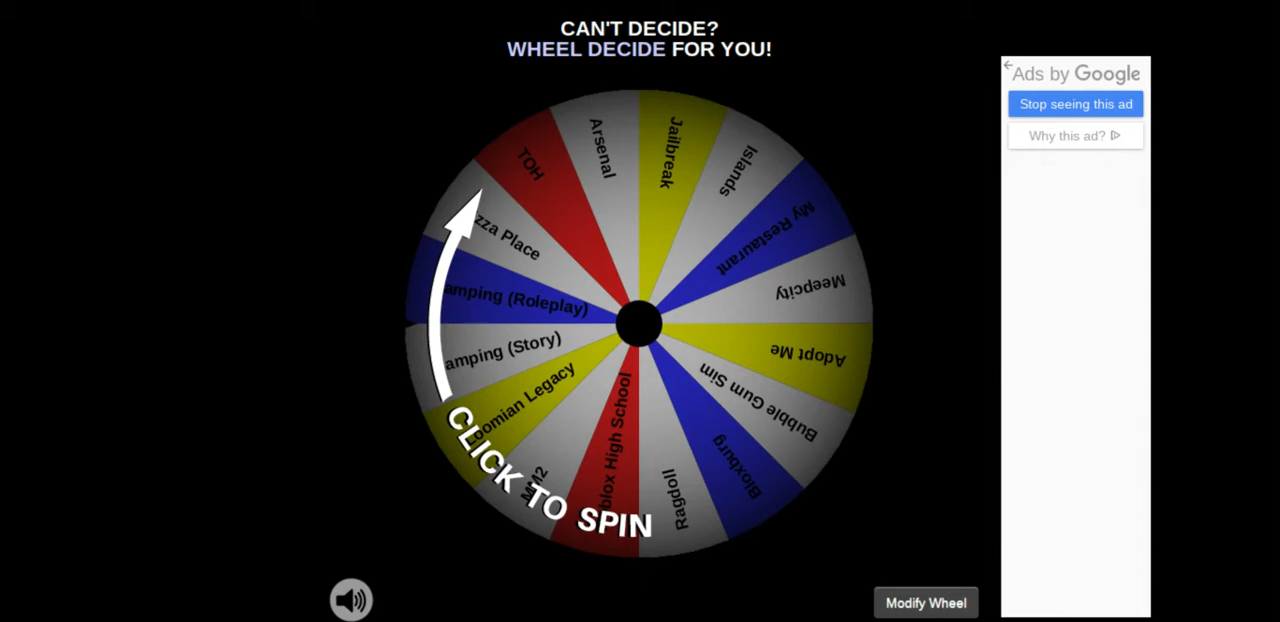 CAN'T DECIDE?
WHEEL DECIDE FOR YOU!
Ads by Google
Stop seeing this ad
Why this ad?
Jailbreak
Islands
My Restaurant
Meepcity
Adopt Me
Bubble Gum Sim
Bloxburg
Ragdoll
blox High School
MM2
oomian Legacy
amping (Story)
amping (Roleplay)
zza Place
TOH
Arsenal
CLICK TO SPIN
Modify Wheel